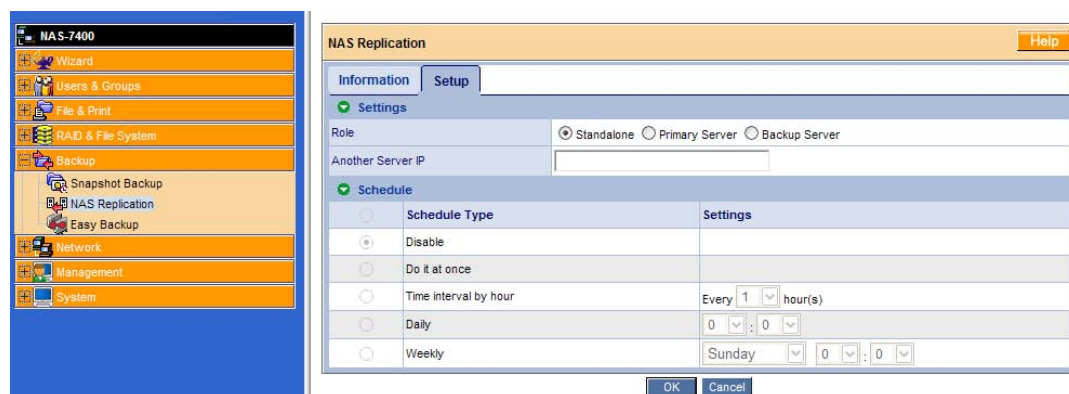 NAS-7400
Wizard
Users & Groups
File & Print
RAID & File System
Backup
Snapshot Backup
NAS Replication
Easy Backup
Network
Management
System
NAS Replication
Help
Information Setup
Settings
Role Standalone Primary Server Backup Server
Another Server IP
Schedule
Schedule Type Settings
Disable
Do it at once
Time interval by hour Every 1 hour(s)
Daily 0 : 0
Weekly Sunday 0 : 0
OK Cancel